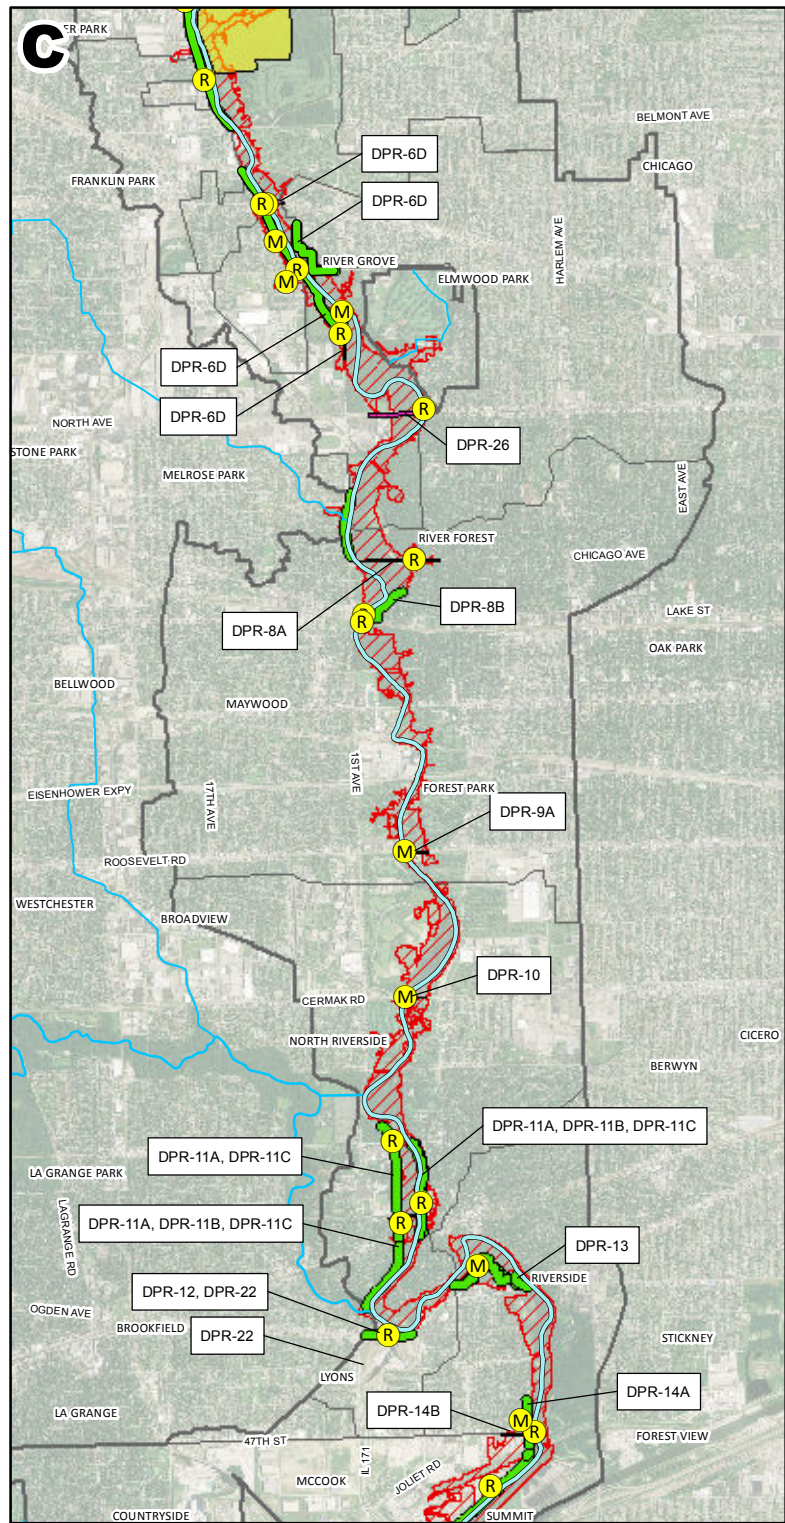 C
ER PARK
R
BELMONT AVE
DPR-6D
CHICAGO
FRANKLIN PARK
DPR-6D
R
HARLEM AVE
M
RIVER GROVE
R
M
ELMWOOD PARK
M
R
DPR-6D
DPR-6D
R
NORTH AVE
DPR-26
STONE PARK
MELROSE PARK
EAST AVE
RIVER FOREST
R
CHICAGO AVE
DPR-8B
LAKE ST
R
DPR-8A
OAK PARK
BELLWOOD
MAYWOOD
1ST AVE
FOREST PARK
EISENHOWER EXPY
17TH AVE
DPR-9A
M
ROOSEVELT RD
WESTCHESTER
BROADVIEW
DPR-10
M
CERMAK RD
CICERO
NORTH RIVERSIDE
BERWYN
DPR-11A, DPR-11B, DPR-11C
R
DPR-11A, DPR-11C
LA GRANGE PARK
R
LAGRANGE RD
DPR-11A, DPR-11B, DPR-11C
R
DPR-13
M
RIVERSIDE
DPR-12, DPR-22
OGDEN AVE
BROOKFIELD
R
DPR-22
STICKNEY
LYONS
DPR-14A
LA GRANGE
DPR-14B
M
R
FOREST VIEW
47TH ST
IL 171
JOLIET RD
MCCOOK
R
COUNTRYSIDE
SUMMIT